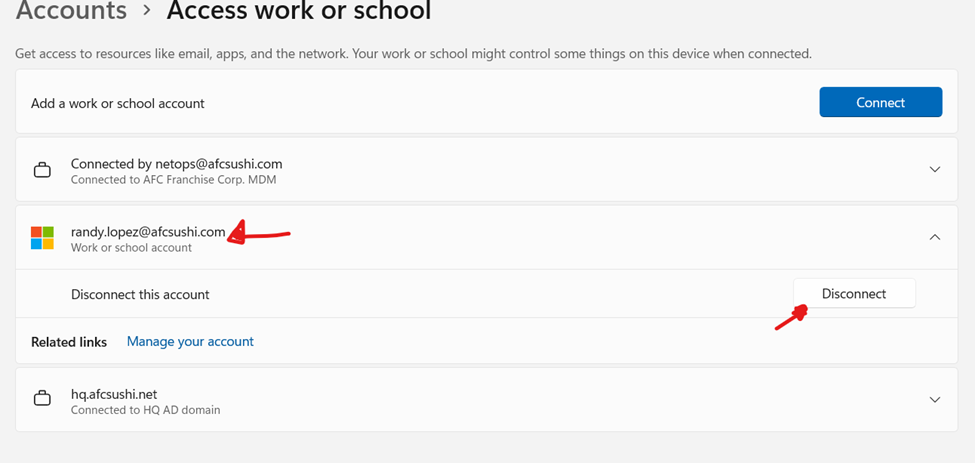 Accounts > Access work or school
Get access to resources like email, apps, and the network. Your work or school might control some things on this device when connected.
Add a work or school account
Connect
Connected by netops@afcsushi.com
Connected to AFC Franchise Corp. MDM
randy.lopez@afcsushi.com
Work or school account
Disconnect this account
Disconnect
Related links Manage your account
hq.afcsushi.net
Connected to HQ AD domain